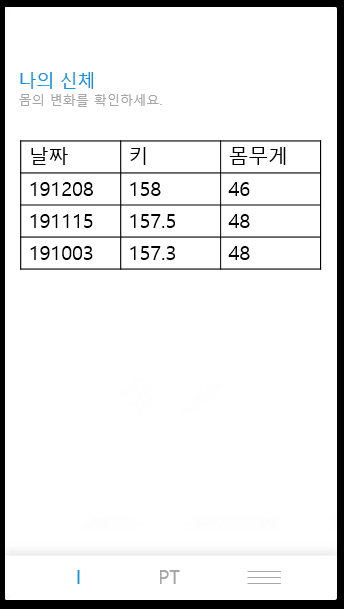 나의 신체
몸의 변화를 확인하세요.
날짜 키 몸무게
191208 158 46
191115 157.5 48
191003 157.3 48
I PT